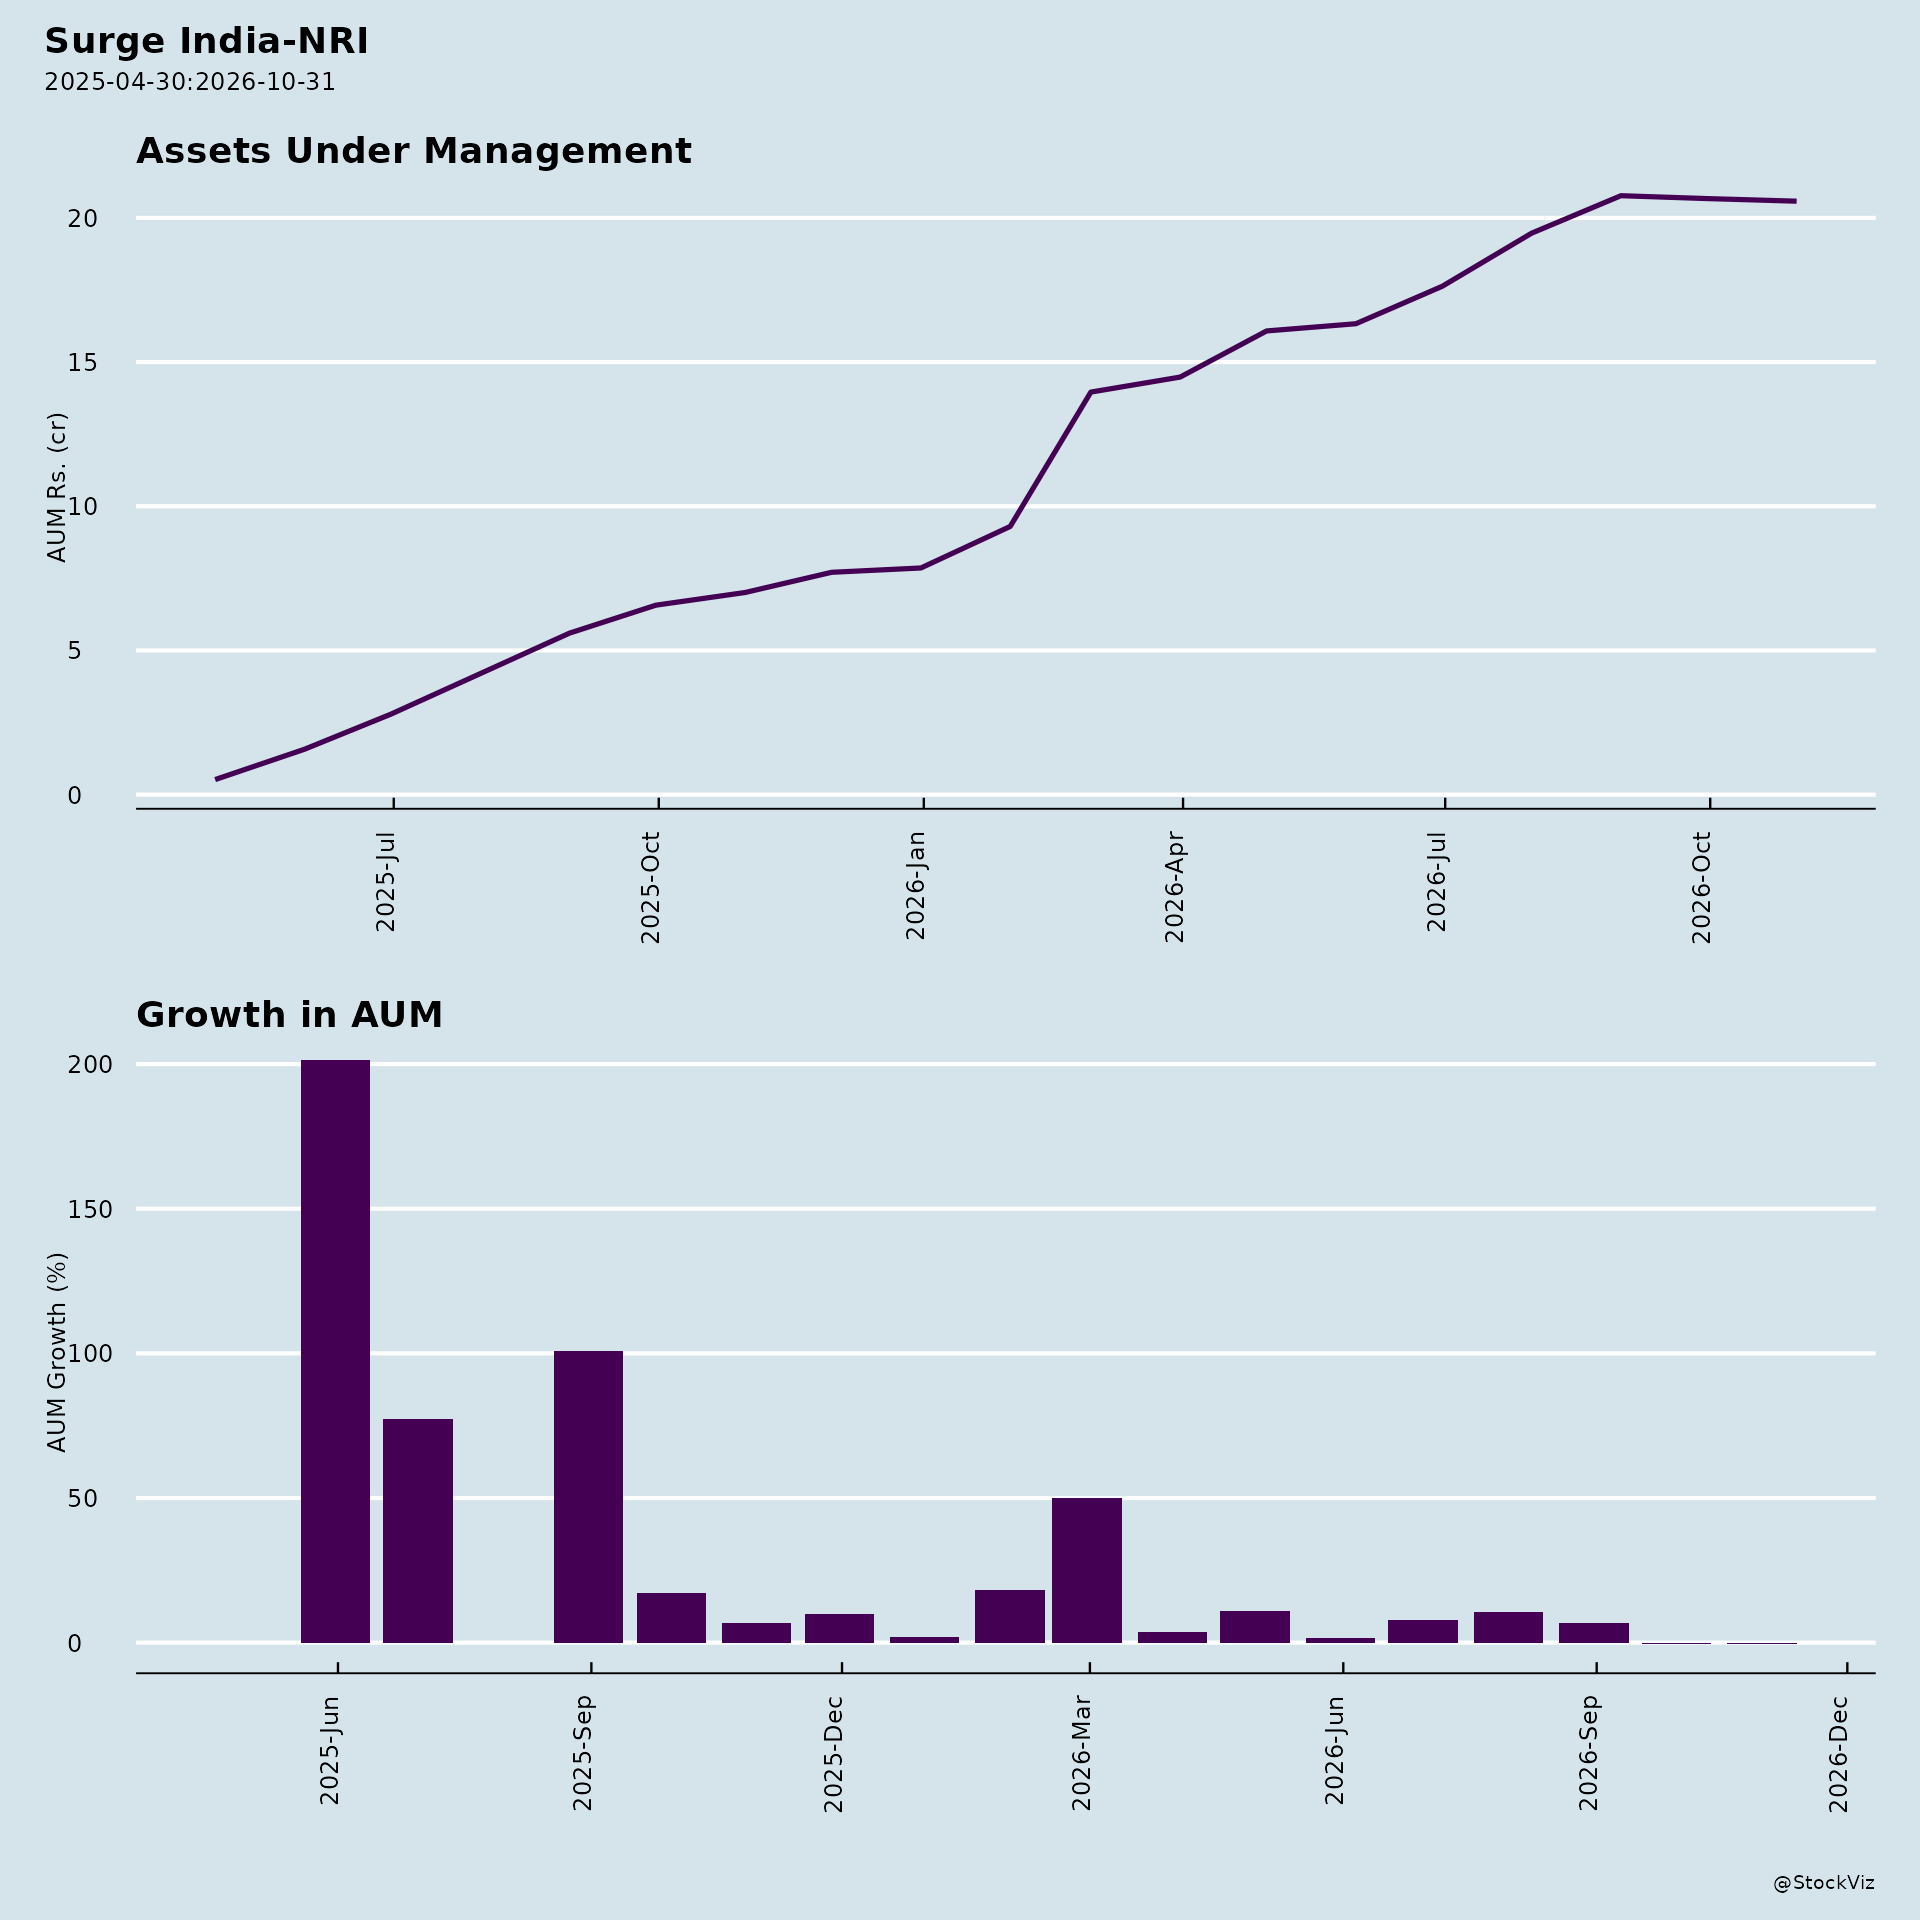 Surge India-NRI
2025-04-30:2026-10-31
Assets Under Management
AUM Rs. (cr)
20
15
10
5
0
2025-Jul
2025-Oct
2026-Jan
2026-Apr
2026-Jul
2026-Oct
Growth in AUM
AUM Growth (%)
200
150
100
50
0
2025-Jun
2025-Sep
2025-Dec
2026-Mar
2026-Jun
2026-Sep
2026-Dec
@StockViz